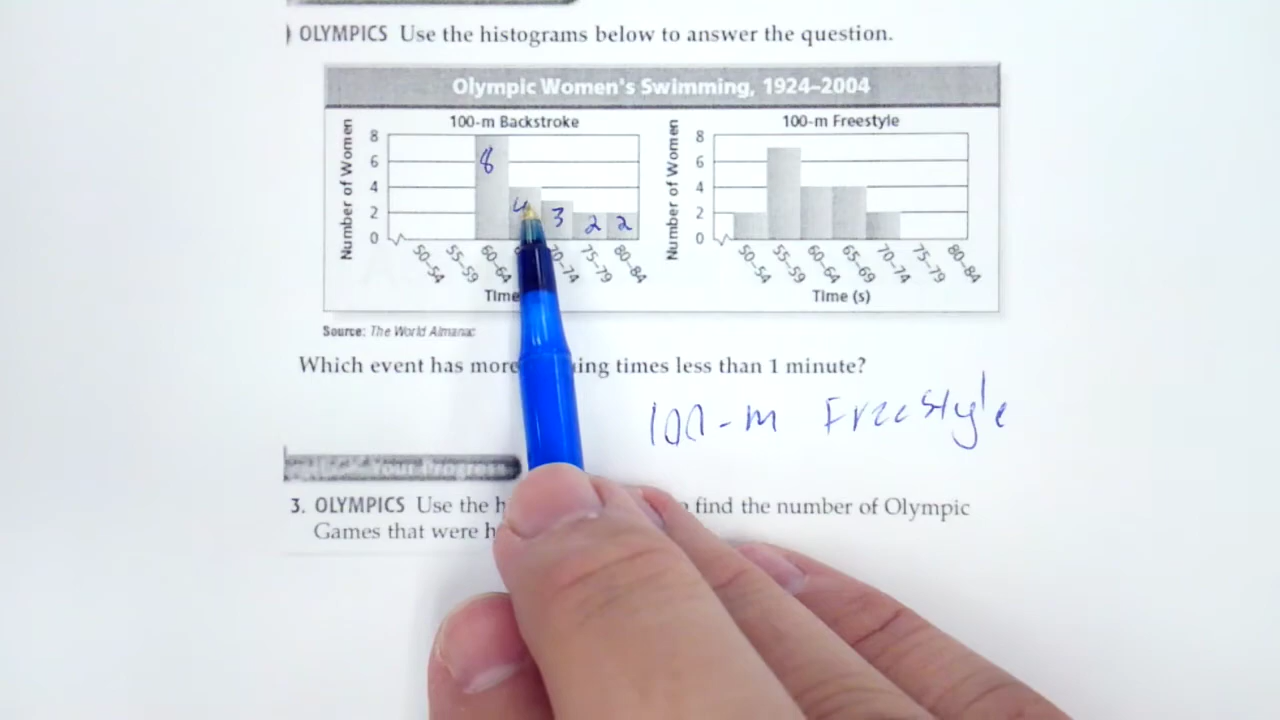 OLYMPICS Use the histograms below to answer the question.
Olympic Women's Swimming, 1924–2004
100-m Backstroke
Number of Women
8
6
4
2
0
8
4
3
2
2
50–54
55–59
60–64
70–74
75–79
80–84
Time
100-m Freestyle
Number of Women
8
6
4
2
0
50–54
55–59
60–64
65–69
70–74
75–79
80–84
Time (s)
Source: The World Almanac
Which event has more ing times less than 1 minute?
100-m Freestyle
Your Progress
3. OLYMPICS Use the h find the number of Olympic
Games that were h